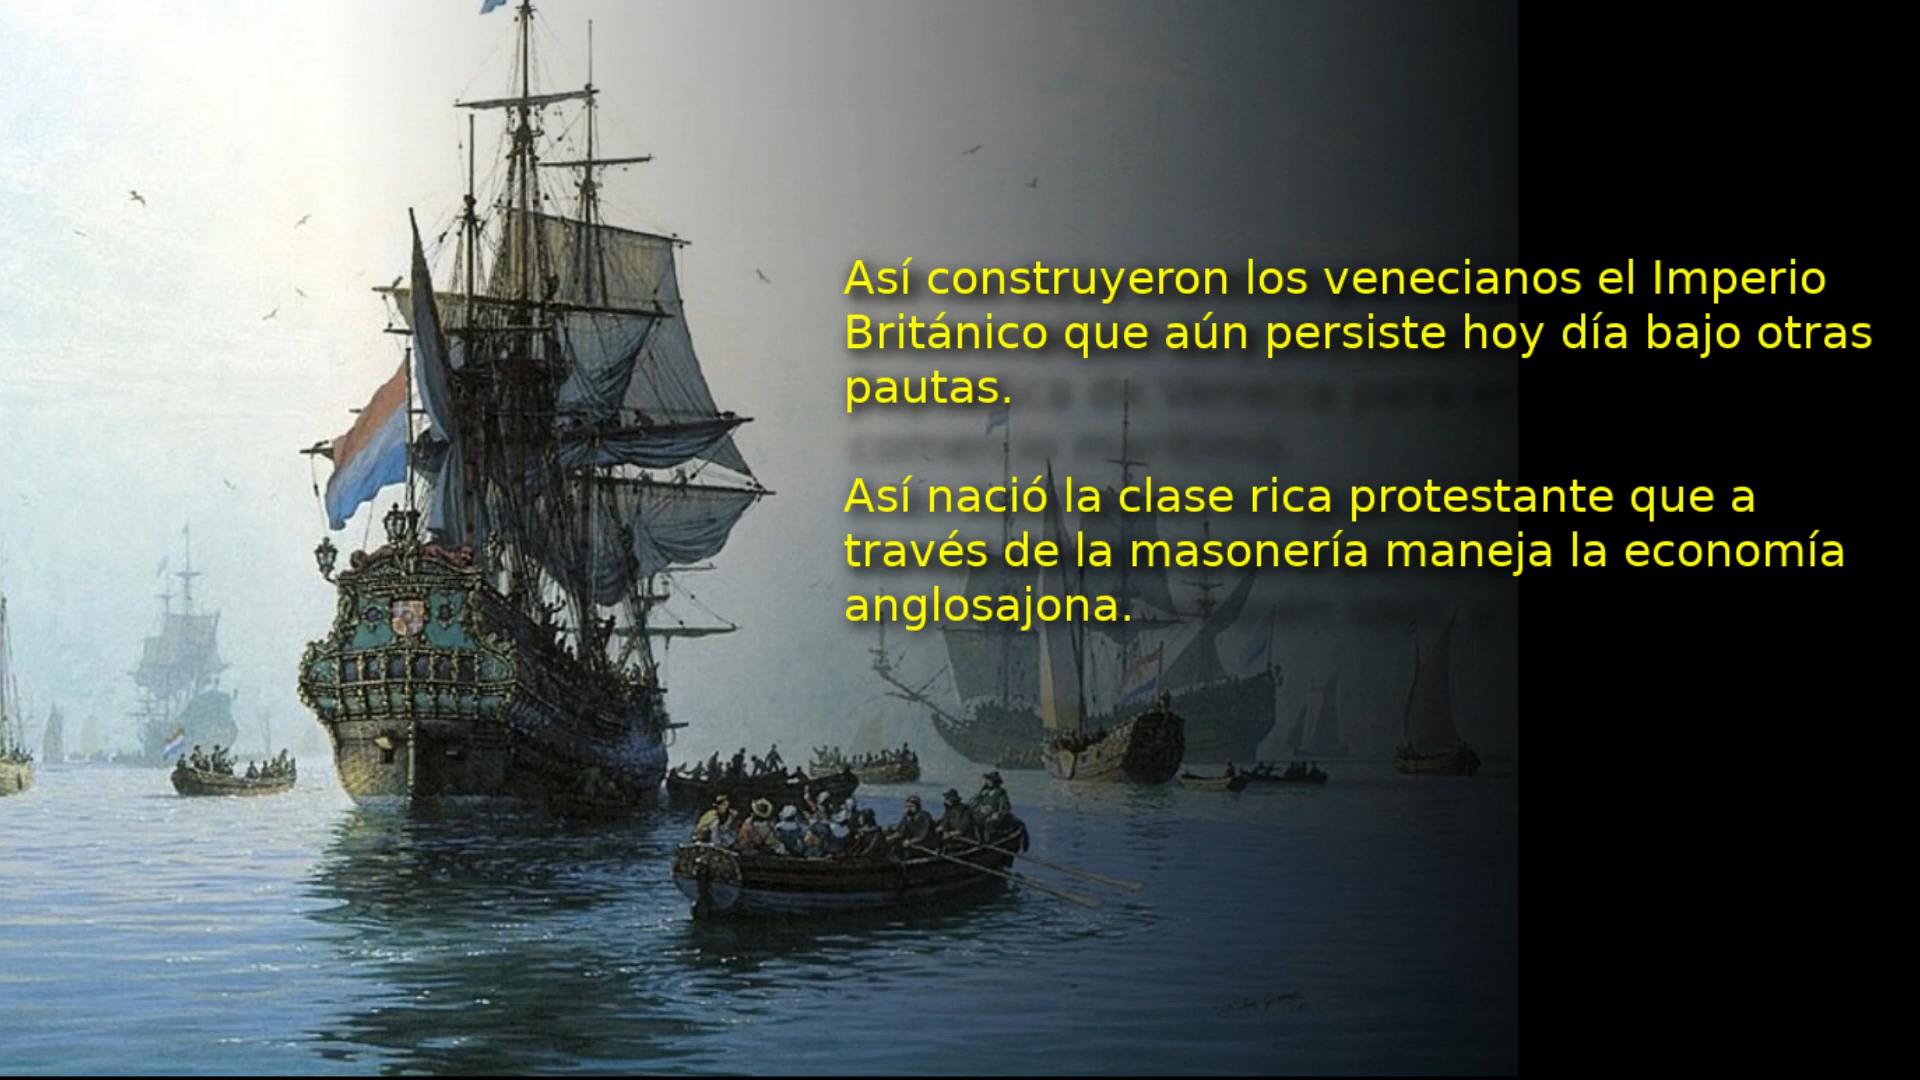 Así construyeron los venecianos el Imperio
Británico que aún persiste hoy día bajo otras
pautas.
Así nació la clase rica protestante que a
través de la masonería maneja la economía
anglosajona.